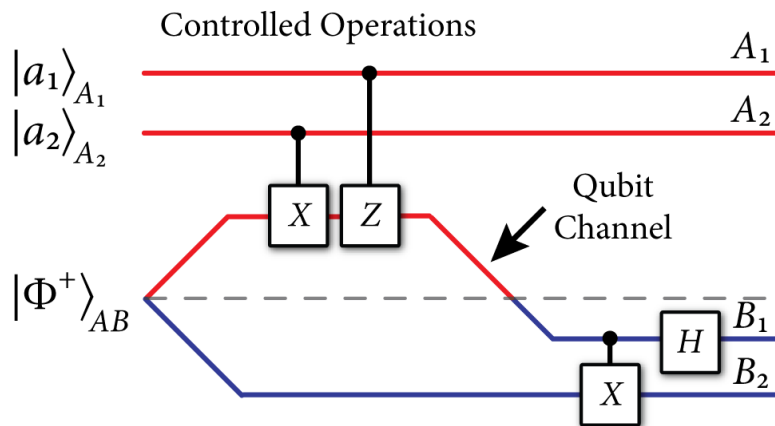 Controlled Operations
|a₁⟩A₁
A₁
|a₂⟩A₂
A₂
X
Z
Qubit
Channel
|Φ⁺⟩AB
B₁
H
B₂
X